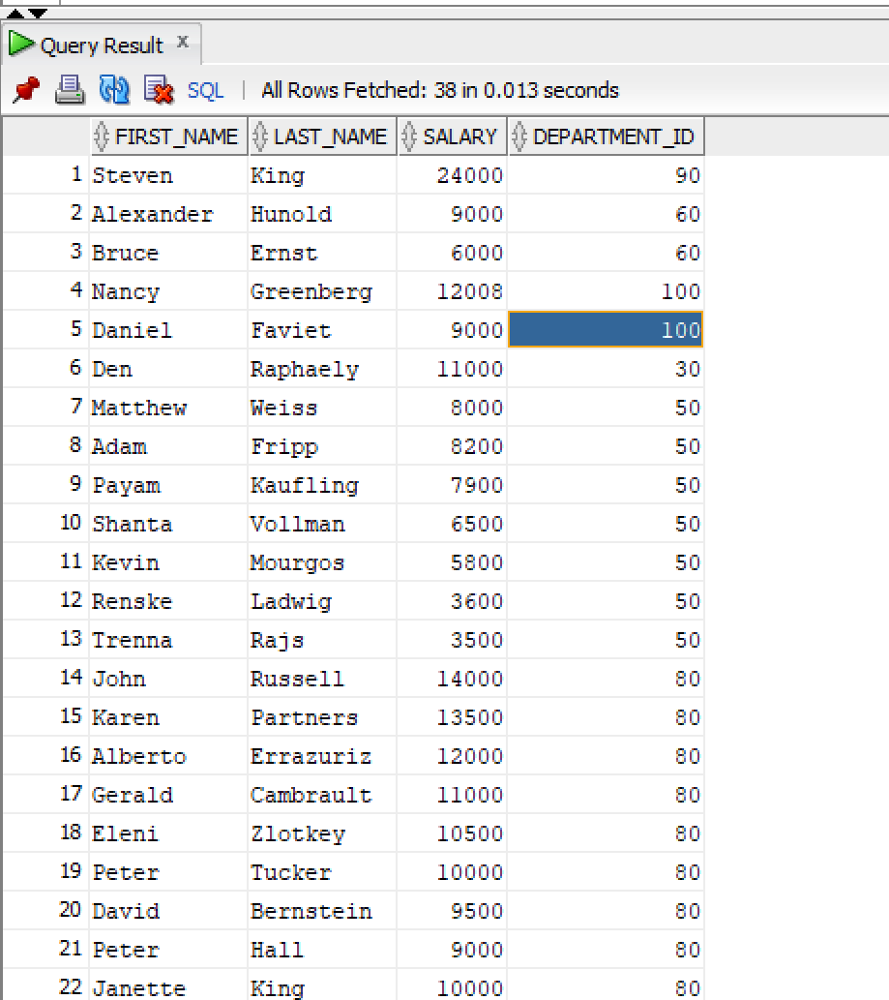 Query Result x
SQL | All Rows Fetched: 38 in 0.013 seconds
FIRST_NAME LAST_NAME SALARY DEPARTMENT_ID
1 Steven King 24000 90
2 Alexander Hunold 9000 60
3 Bruce Ernst 6000 60
4 Nancy Greenberg 12008 100
5 Daniel Faviet 9000 100
6 Den Raphaely 11000 30
7 Matthew Weiss 8000 50
8 Adam Fripp 8200 50
9 Payam Kaufling 7900 50
10 Shanta Vollman 6500 50
11 Kevin Mourgos 5800 50
12 Renske Ladwig 3600 50
13 Trenna Rajs 3500 50
14 John Russell 14000 80
15 Karen Partners 13500 80
16 Alberto Errazuriz 12000 80
17 Gerald Cambrault 11000 80
18 Eleni Zlotkey 10500 80
19 Peter Tucker 10000 80
20 David Bernstein 9500 80
21 Peter Hall 9000 80
22 Janette King 10000 80